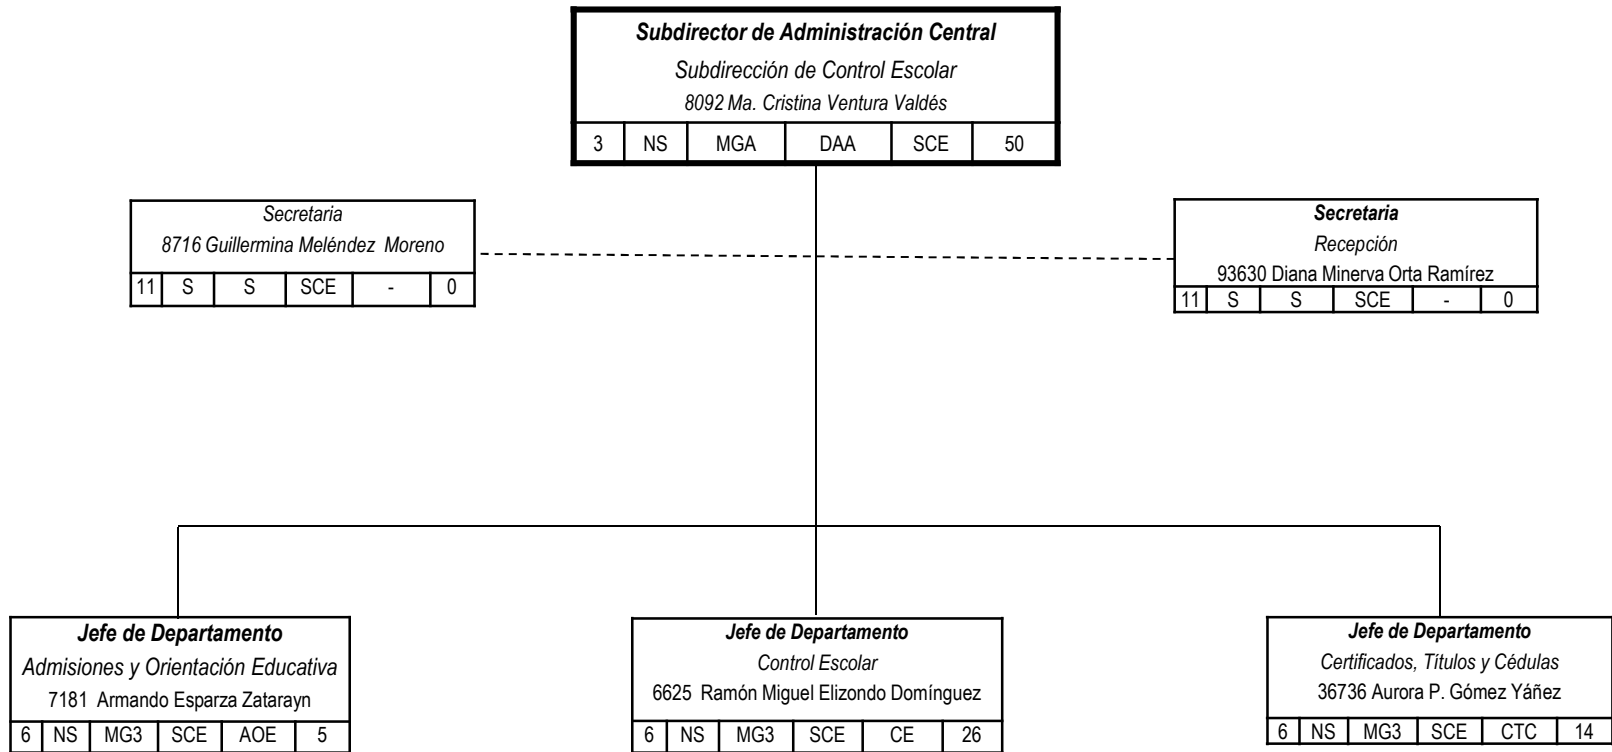 Subdirector de Administración Central
Subdirección de Control Escolar
8092 Ma. Cristina Ventura Valdés
3 NS MGA DAA SCE 50
Secretaria
8716 Guillermina Meléndez Moreno
11 S S SCE - 0
Secretaria
Recepción
93630 Diana Minerva Orta Ramírez
11 S S SCE - 0
Jefe de Departamento
Admisiones y Orientación Educativa
7181 Armando Esparza Zatarayn
6 NS MG3 SCE AOE 5
Jefe de Departamento
Control Escolar
6625 Ramón Miguel Elizondo Domínguez
6 NS MG3 SCE CE 26
Jefe de Departamento
Certificados, Títulos y Cédulas
36736 Aurora P. Gómez Yáñez
6 NS MG3 SCE CTC 14